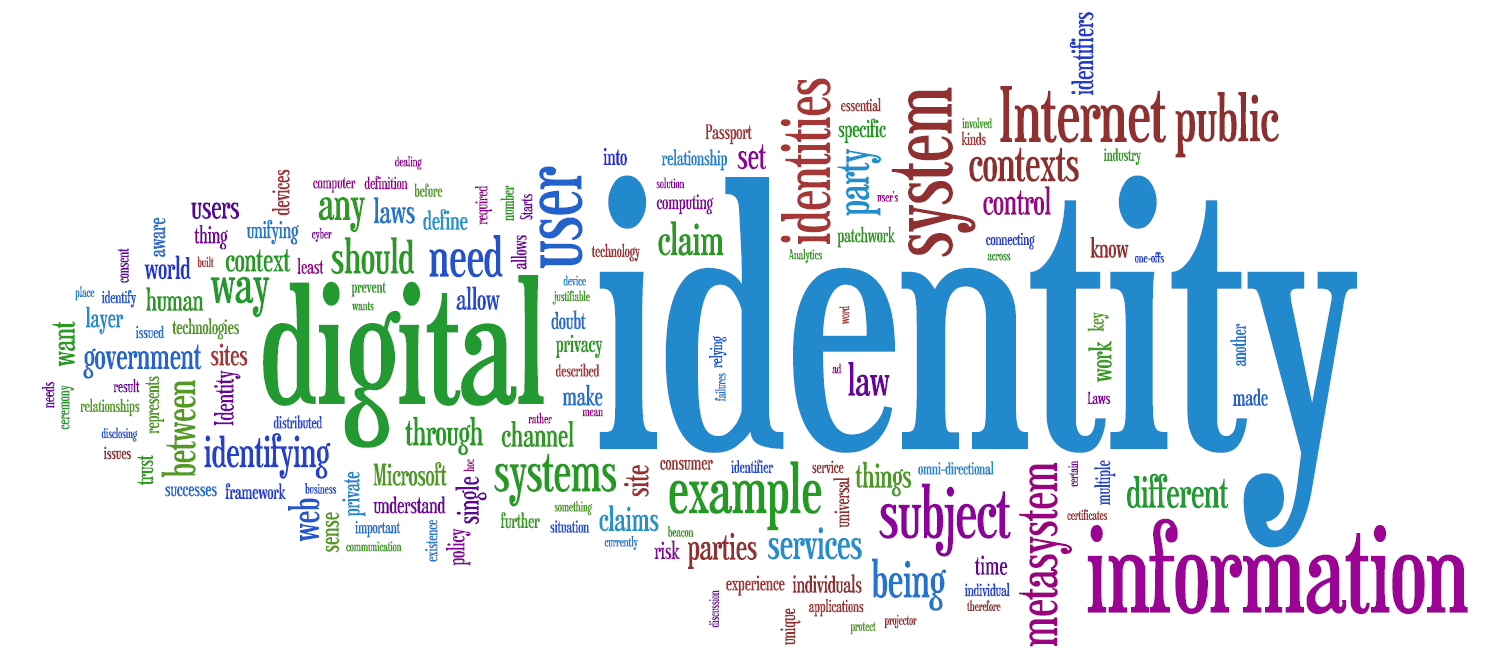 identifiers
Internet
public
identities
essential
specific
party
user's
patchwork
Analytics
system
involved
kinds
contexts
industry
control
connecting
across
know
one-offs
Passport
into
relationship
set
solution
computing
claim
technology
user
dealing
computer
definition
before
required
number
Starts
devices
any
laws
define
users
thing
unifying
cyber
aware
consent
world
built
context
least
should
need
allows
way
prevent
wants
allow
place
identify
human
layer
issued
technologies
want
government
sites
digital
device
justifiable
doubt
privacy
described
make
mean
identity
relying
failures
word
ad
law
key
work
Laws
another
made
needs
ceremony
result
relationships
represents
between
Identity
disclosing
issues
trust
distributed
identifying
through
rather
channel
successes
framework
business
private
Microsoft
hoc
single
systems
web
sense
understand
important
communication
existence
policy
further
something
situation
site
consumer
identifier
service
claims
currently
example
universal
things
omni-directional
beacon
risk
parties
services
subject
metasystem
certain
multiple
certificates
different
experience
individuals
being
time
individual
therefore
information
discussion
unique
applications
protect
projector